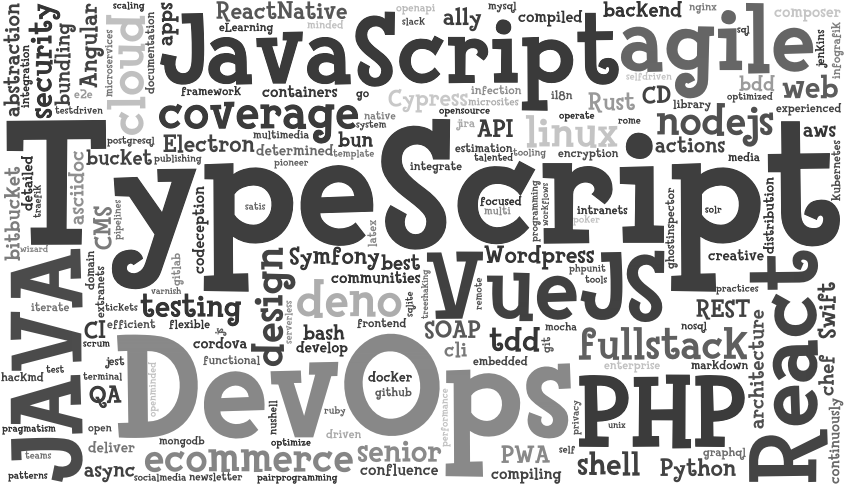 scaling
openapi
mysql
abstraction
integration
security
bundling
Angular
cloud
microservices
documentation
apps
ReactNative
eLearning
minded
slack
ally
compiled
backend
nginx
composer
JavaScript
agile
sql
jenkins
infografik
selfdriven
e2e
testdriven
framework
containers
go
Cypress
infection
microsites
opensource
i18n
Rust
CD
library
bdd
optimized
web
experienced
coverage
native
system
operate
rome
nodejs
aws
kubernetes
postgresql
Electron
multimedia
bun
jira
API
linux
determined
template
pioneer
estimation
talented
tooling
encryption
actions
media
bucket
publishing
integrate
TypeScript
bitbucket
detailed
traefik
asciidoc
CMS
pipelines
codeception
satis
focused
multi
programming
workflows
intranets
poker
ghostinspector
solr
distribution
latex
wizard
domain
extranets
gitlab
varnish
Symfony
best
communities
Wordpress
phpunit
tools
creative
practices
JAVA
iterate
tickets
testing
design
serverless
deno
sqlite
treeshaking
VueJS
remote
REST
React
Swift
CI
efficient
flexible
scrum
cordova
bash
develop
frontend
SOAP
cli
tdd
git
mocha
nosql
fullstack
enterprise
markdown
architecture
chef
embedded
hackmd
test
jest
terminal
functional
DevOps
openminded
docker
github
QA
nushell
ruby
performance
PHP
unix
privacy
pragmatism
open
deliver
mongodb
optimize
driven
self
graphql
continuously
teams
patterns
async
ecommerce
senior
confluence
PWA
compiling
shell
Python
socialmedia
newsletter
pairprogramming